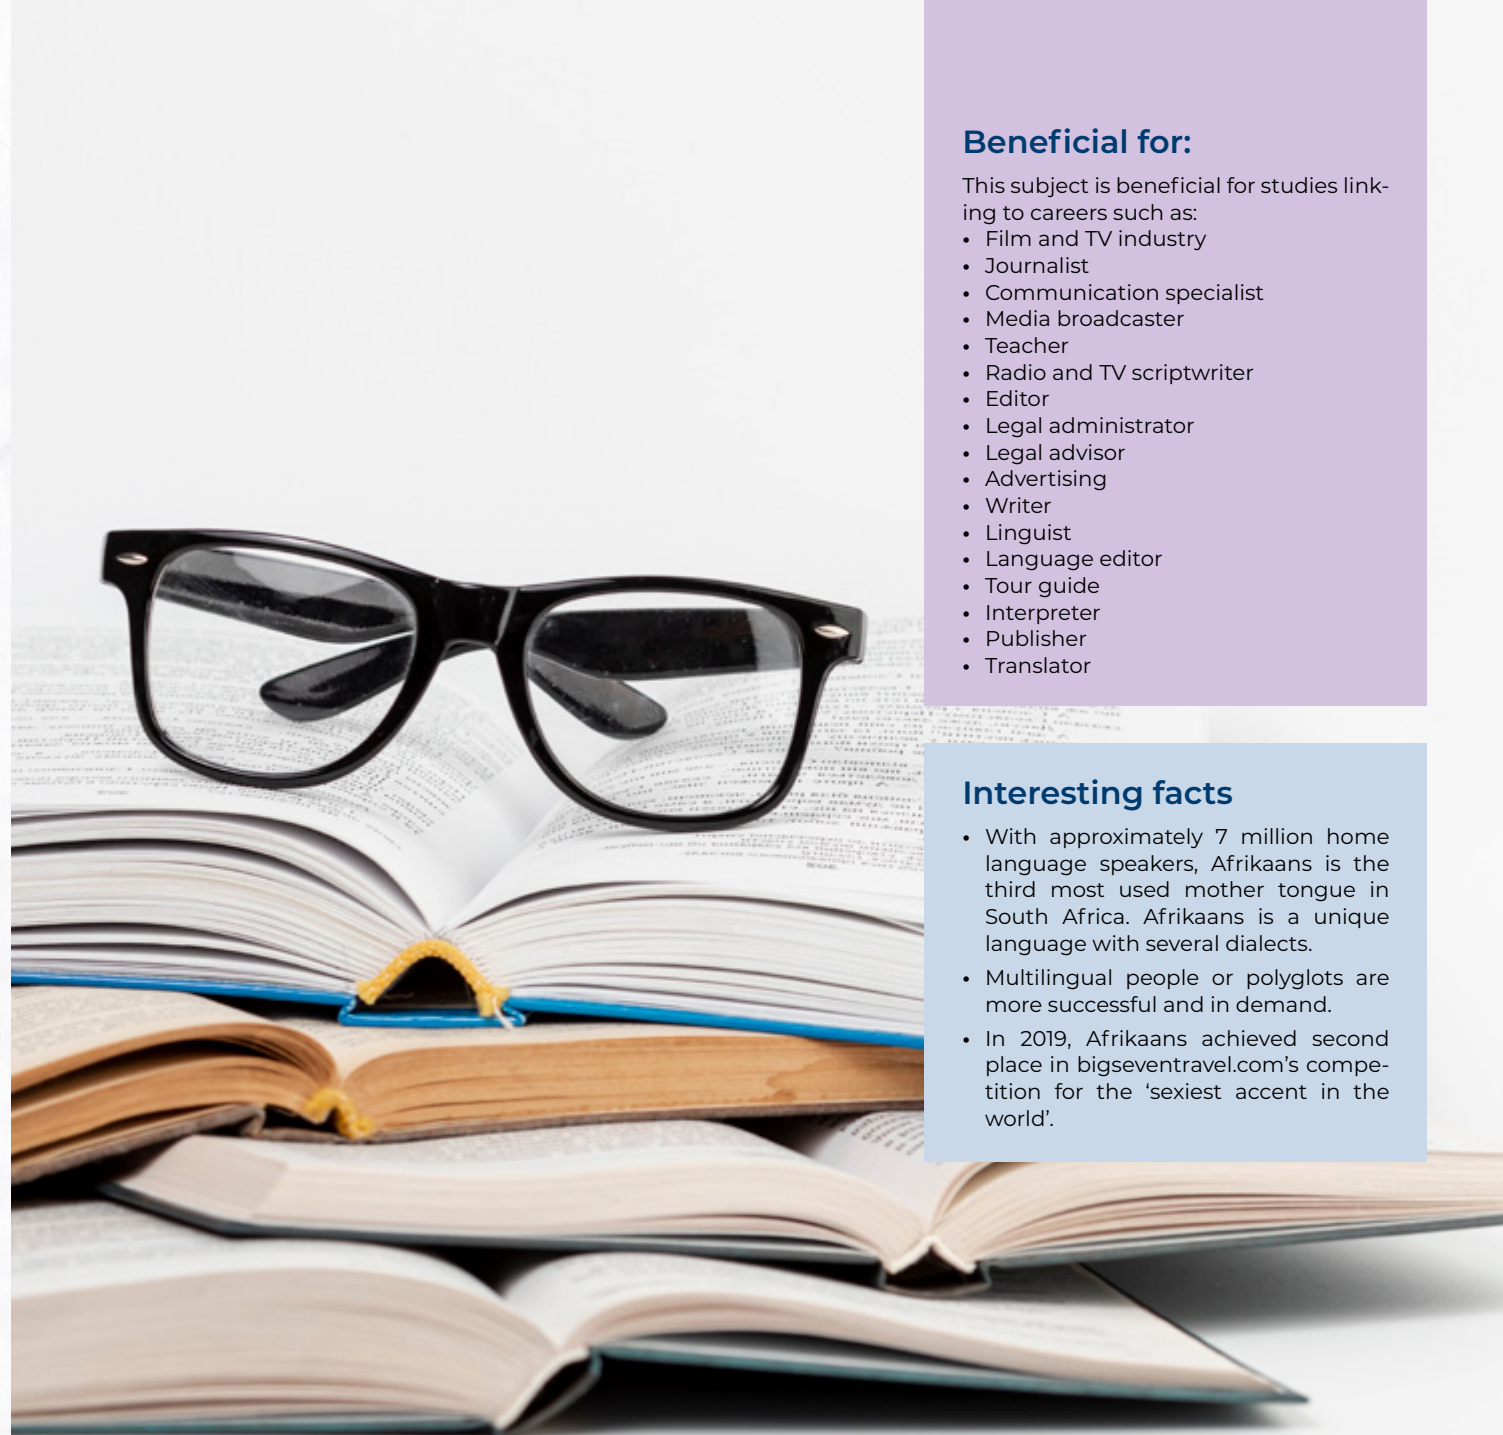 Beneficial for:
This subject is beneficial for studies link-
ing to careers such as:
• Film and TV industry
• Journalist
• Communication specialist
• Media broadcaster
• Teacher
• Radio and TV scriptwriter
• Editor
• Legal administrator
• Legal advisor
• Advertising
• Writer
• Linguist
• Language editor
• Tour guide
• Interpreter
• Publisher
• Translator
Interesting facts
• With approximately 7 million home
language speakers, Afrikaans is the
third most used mother tongue in
South Africa. Afrikaans is a unique
language with several dialects.
• Multilingual people or polyglots are
more successful and in demand.
• In 2019, Afrikaans achieved second
place in bigseventravel.com’s compe-
tition for the ‘sexiest accent in the
world’.